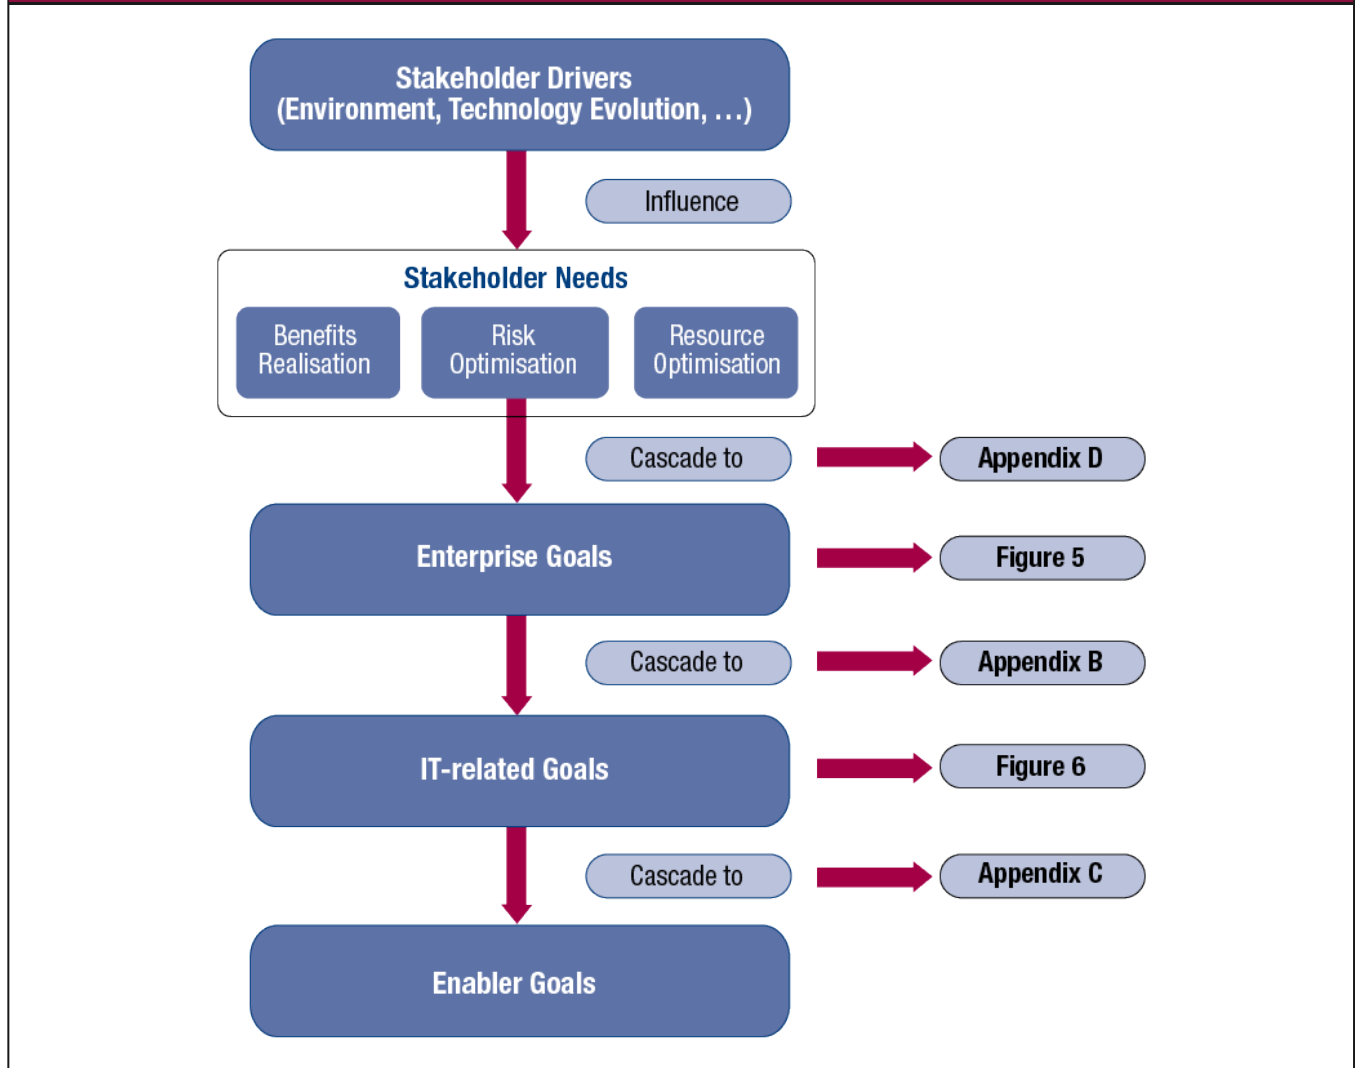 Stakeholder Drivers
(Environment, Technology Evolution, …)
Influence
Stakeholder Needs
Benefits
Realisation
Risk
Optimisation
Resource
Optimisation
Cascade to
Appendix D
Enterprise Goals
Figure 5
Cascade to
Appendix B
IT-related Goals
Figure 6
Cascade to
Appendix C
Enabler Goals